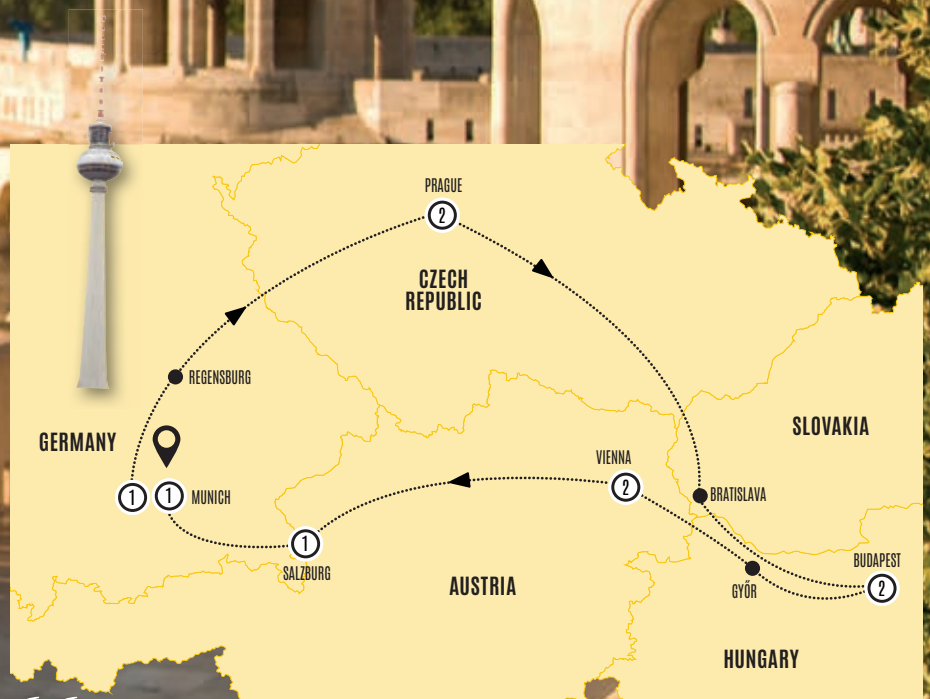 PRAGUE
2
CZECH
REPUBLIC
REGENSBURG
GERMANY
SLOVAKIA
VIENNA
2
1
1
MUNICH
BRATISLAVA
1
SALZBURG
BUDAPEST
2
AUSTRIA
GYŐR
HUNGARY